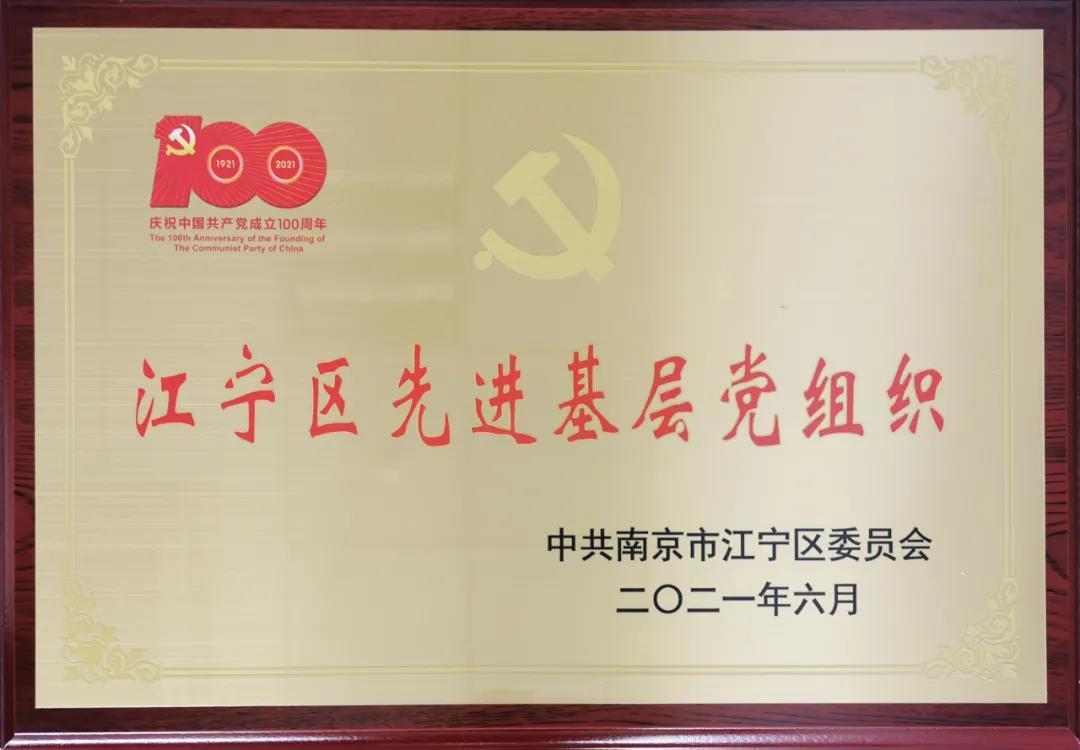 100
1921
2021
庆祝中国共产党成立100周年
The 100th Anniversary of the Founding of
The Communist Party of China
江宁区先进基层党组织
中共南京市江宁区委员会
二〇二一年六月